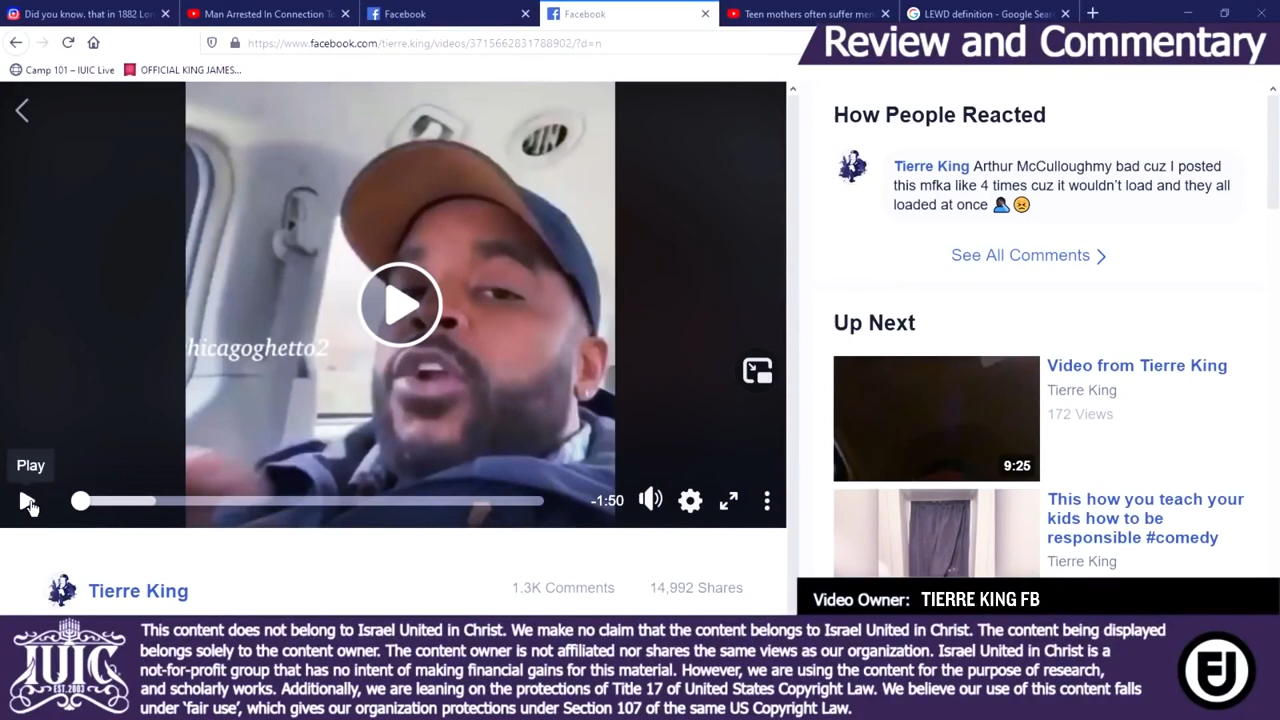 Did you know, that in 1882 Lon
Man Arrested In Connection To
Facebook
Facebook
Teen mothers often suffer men
LEWD definition - Google Sear
https://www.facebook.com/tierre.king/videos/3715662831788902/?d=n
Camp 101 – IUIC Live
OFFICIAL KING JAMES...
Review and Commentary
hicagoghetto2
Play
-1:50
Tierre King
1.3K Comments
14,992 Shares
How People Reacted
Tierre King Arthur McCulloughmy bad cuz I posted
this mfka like 4 times cuz it wouldn't load and they all
loaded at once
See All Comments
Up Next
9:25
Video from Tierre King
Tierre King
172 Views
This how you teach your
kids how to be
responsible #comedy
Tierre King
Video Owner: TIERRE KING FB
IUIC
EST.2003
This content does not belong to Israel United in Christ. We make no claim that the content belongs to Israel United in Christ. The content being displayed
belongs solely to the content owner. The content owner is not affiliated nor shares the same views as our organization. Israel United in Christ is a
not-for-profit group that has no intent of making financial gains for this material. However, we are using the content for the purpose of research,
and scholarly works. Additionally, we are leaning on the protections of Title 17 of United States Copyright Law. We believe our use of this content falls
under 'fair use', which gives our organization protections under Section 107 of the same US Copyright Law.